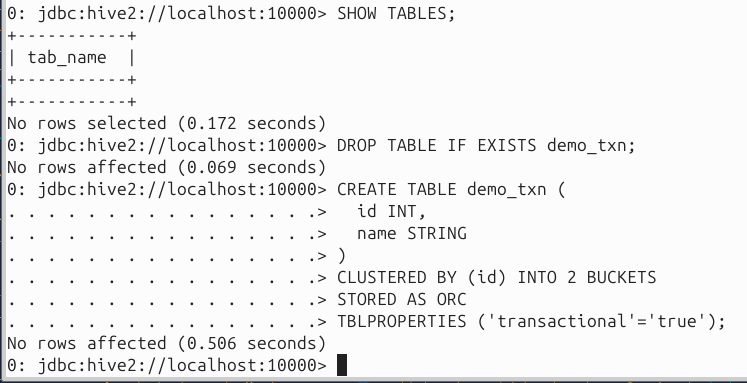 0: jdbc:hive2://localhost:10000> SHOW TABLES;
+-----------+
| tab_name  |
+-----------+
+-----------+
No rows selected (0.172 seconds)
0: jdbc:hive2://localhost:10000> DROP TABLE IF EXISTS demo_txn;
No rows affected (0.069 seconds)
0: jdbc:hive2://localhost:10000> CREATE TABLE demo_txn (
. . . . . . . . . . . . . . . .>   id INT,
. . . . . . . . . . . . . . . .>   name STRING
. . . . . . . . . . . . . . . .> )
. . . . . . . . . . . . . . . .> CLUSTERED BY (id) INTO 2 BUCKETS
. . . . . . . . . . . . . . . .> STORED AS ORC
. . . . . . . . . . . . . . . .> TBLPROPERTIES ('transactional'='true');
No rows affected (0.506 seconds)
0: jdbc:hive2://localhost:10000>